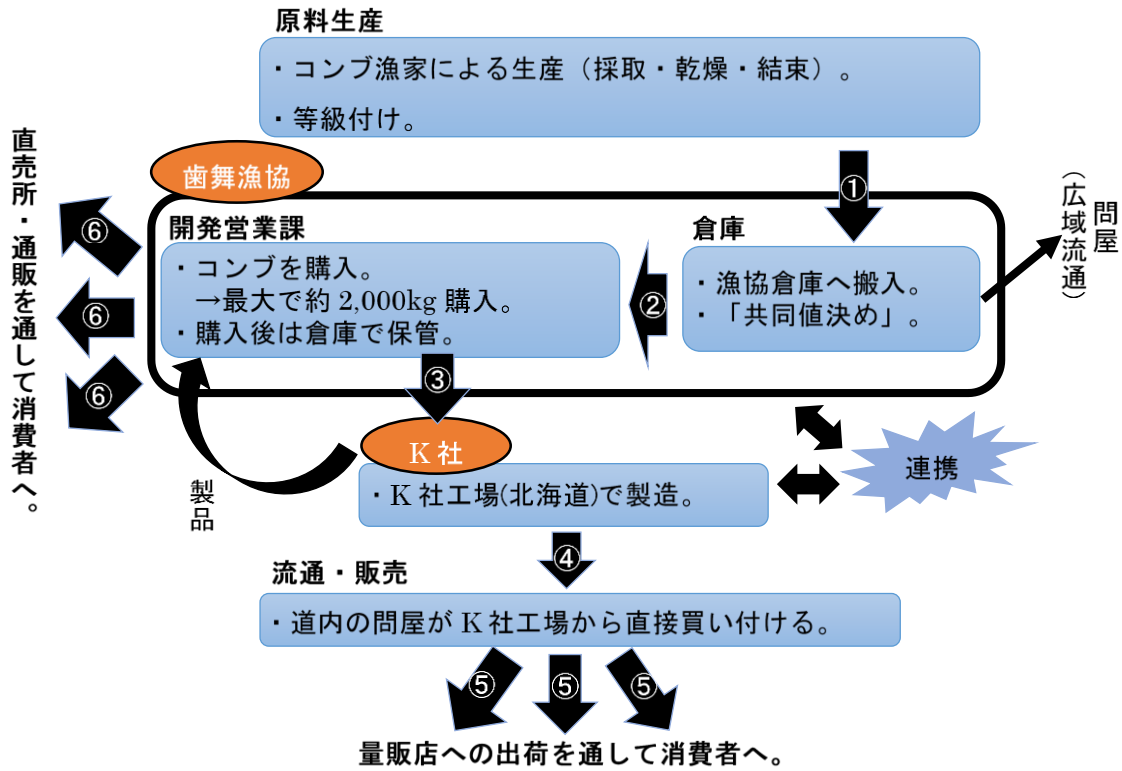 原料生産
・コンブ漁家による生産（採取・乾燥・結束）。
・等級付け。
①
歯舞漁協
開発営業課
・コンブを購入。
→最大で約 2,000kg 購入。
・購入後は倉庫で保管。
②
倉庫
・漁協倉庫へ搬入。
・「共同値決め」。
問屋
（広域流通）
⑥
⑥
⑥
直売所・通販を通して消費者へ。
③
K 社
・K 社工場(北海道)で製造。
製品
連携
④
流通・販売
・道内の問屋が K 社工場から直接買い付ける。
⑤
⑤
⑤
量販店への出荷を通して消費者へ。